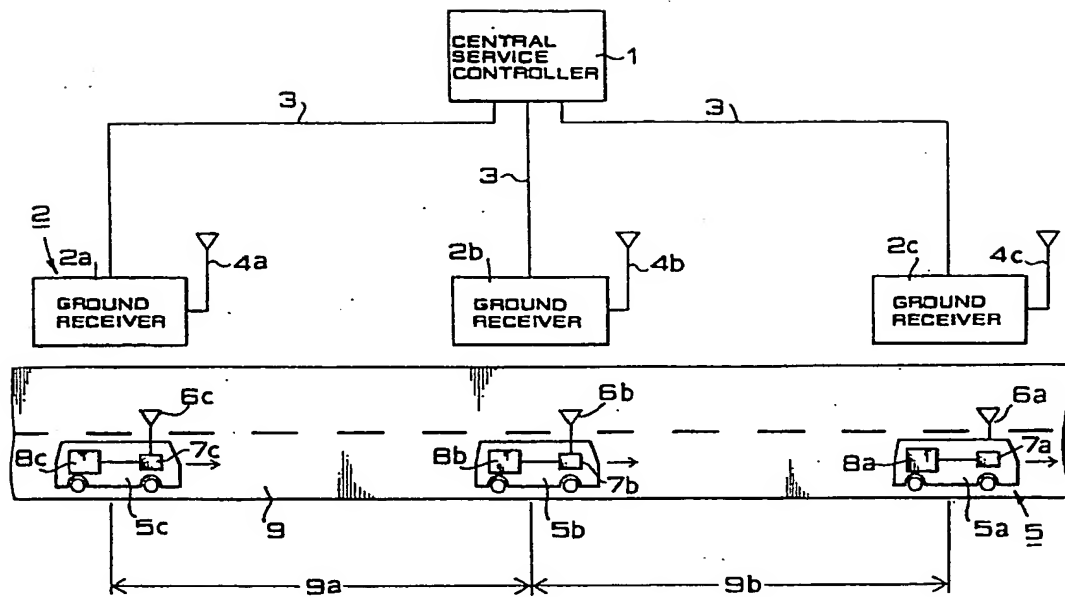 CENTRAL
SERVICE
CONTROLLER
1
3
3
3
2
2a
4a
2b
4b
2c
4c
GROUND
RECEIVER
GROUND
RECEIVER
GROUND
RECEIVER
6c
6b
6a
8c
7c
8b
7b
8a
7a
5c
9
5b
5a
5
9a
9b